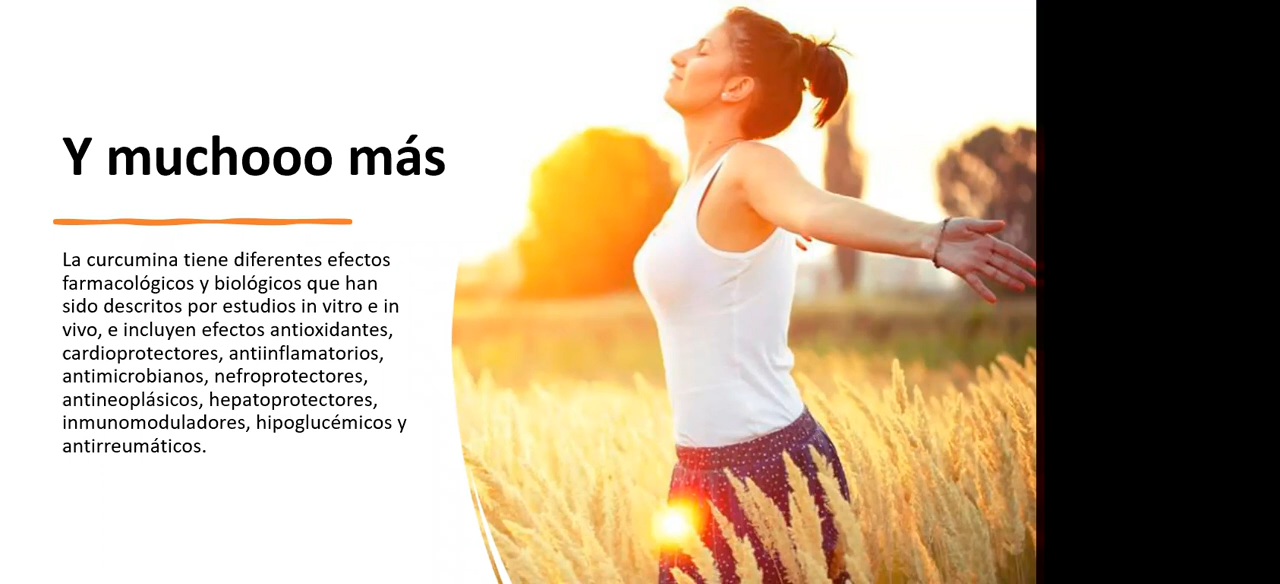 Y muchooo más
La curcumina tiene diferentes efectos
farmacológicos y biológicos que han
sido descritos por estudios in vitro e in
vivo, e incluyen efectos antioxidantes,
cardioprotectores, antiinflamatorios,
antimicrobianos, nefroprotectores,
antineoplásicos, hepatoprotectores,
inmunomoduladores, hipoglucémicos y
antirreumáticos.